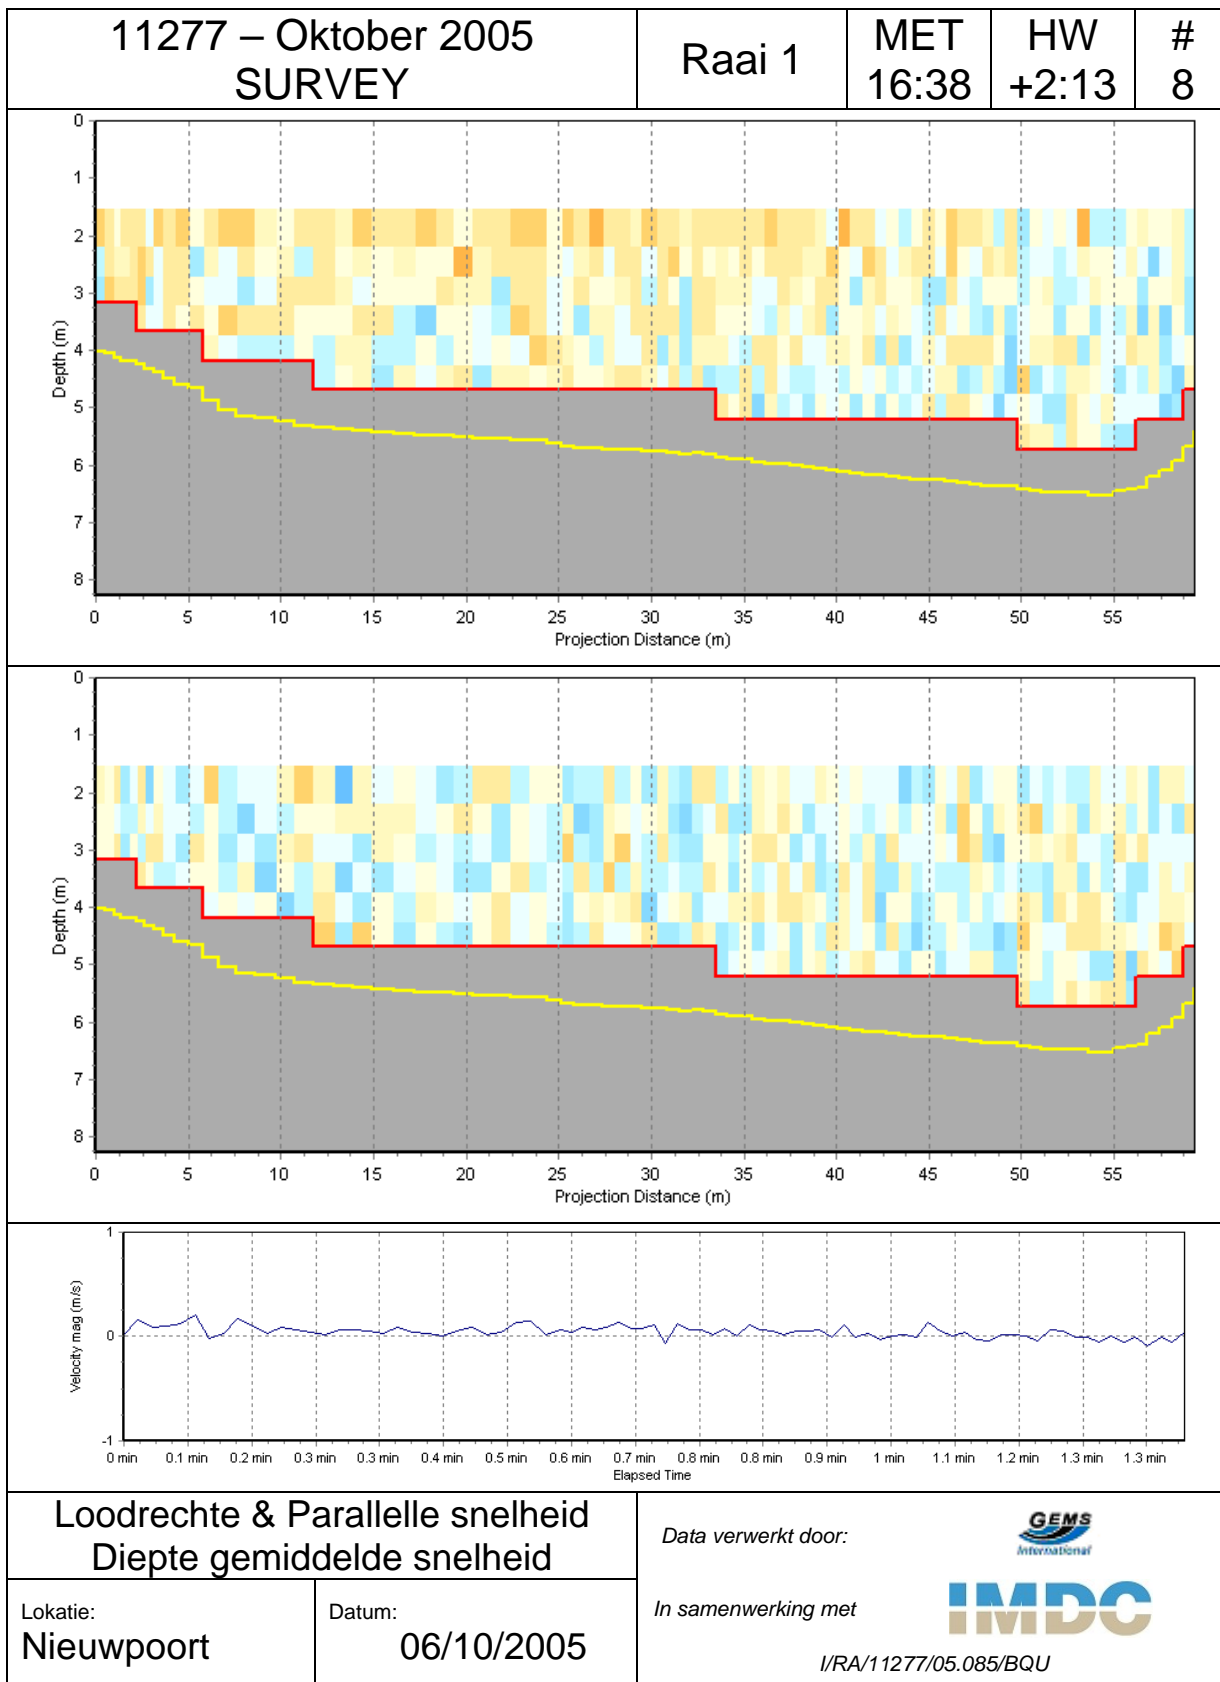 11277 – Oktober 2005
SURVEY
Raai 1
MET
16:38
HW
+2:13
#
8
0
1
2
3
4
5
6
7
8
Depth (m)
0 5 10 15 20 25 30 35 40 45 50 55
Projection Distance (m)
0
1
2
3
4
5
6
7
8
Depth (m)
0 5 10 15 20 25 30 35 40 45 50 55
Projection Distance (m)
1
0
-1
Velocity mag (m/s)
0 min 0.1 min 0.2 min 0.3 min 0.3 min 0.4 min 0.5 min 0.6 min 0.7 min 0.8 min 0.8 min 0.9 min 1 min 1.1 min 1.2 min 1.3 min 1.3 min
Elapsed Time
Loodrechte & Parallelle snelheid
Diepte gemiddelde snelheid
Data verwerkt door:
GEMS
International
Lokatie:
Nieuwpoort
Datum:
06/10/2005
In samenwerking met
IMDC
I/RA/11277/05.085/BQU